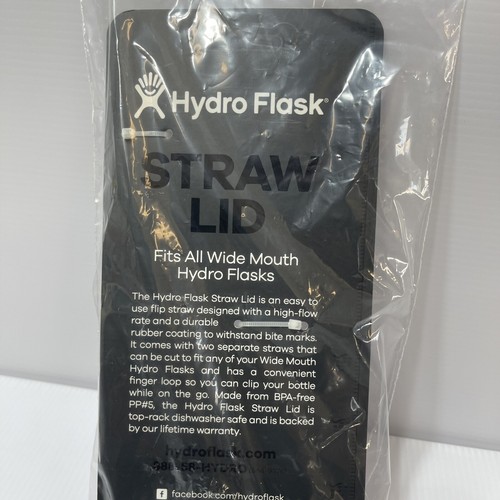 Hydro Flask®
STRAW
LID
Fits All Wide Mouth
Hydro Flasks
The Hydro Flask Straw Lid is an easy to
use flip straw designed with a high-flow
rate and a durable
rubber coating to withstand bite marks.
It comes with two separate straws that
can be cut to fit any of your Wide Mouth
Hydro Flasks and has a convenient
finger loop so you can clip your bottle
while on the go. Made from BPA-free
PP#5, the Hydro Flask Straw Lid is
top-rack dishwasher safe and is backed
by our lifetime warranty.
hydroflask.com
facebook.com/hydroflask